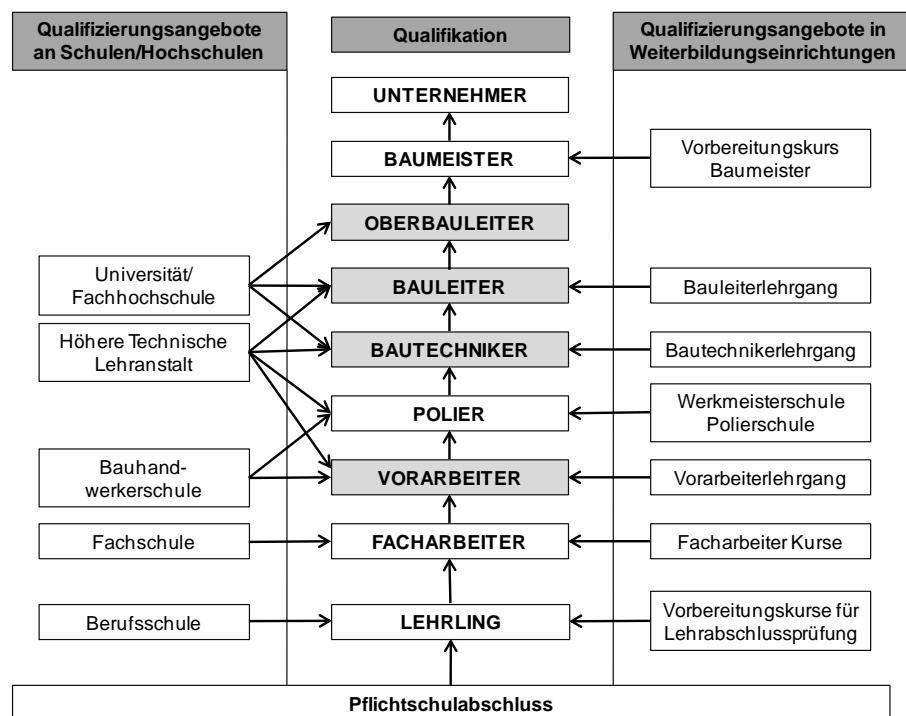 Qualifizierungsangebote
an Schulen/Hochschulen
Qualifikation
Qualifizierungsangebote in
Weiterbildungseinrichtungen
UNTERNEHMER
BAUMEISTER
Vorbereitungskurs
Baumeister
OBERBAULEITER
Universität/
Fachhochschule
BAULEITER
Bauleiterlehrgang
Höhere Technische
Lehranstalt
BAUTECHNIKER
Bautechnikerlehrgang
POLIER
Werkmeisterschule
Polierschule
Bauhand-
werkerschule
VORARBEITER
Vorarbeiterlehrgang
Fachschule
FACHARBEITER
Facharbeiter Kurse
Berufsschule
LEHRLING
Vorbereitungskurse für
Lehrabschlussprüfung
Pflichtschulabschluss